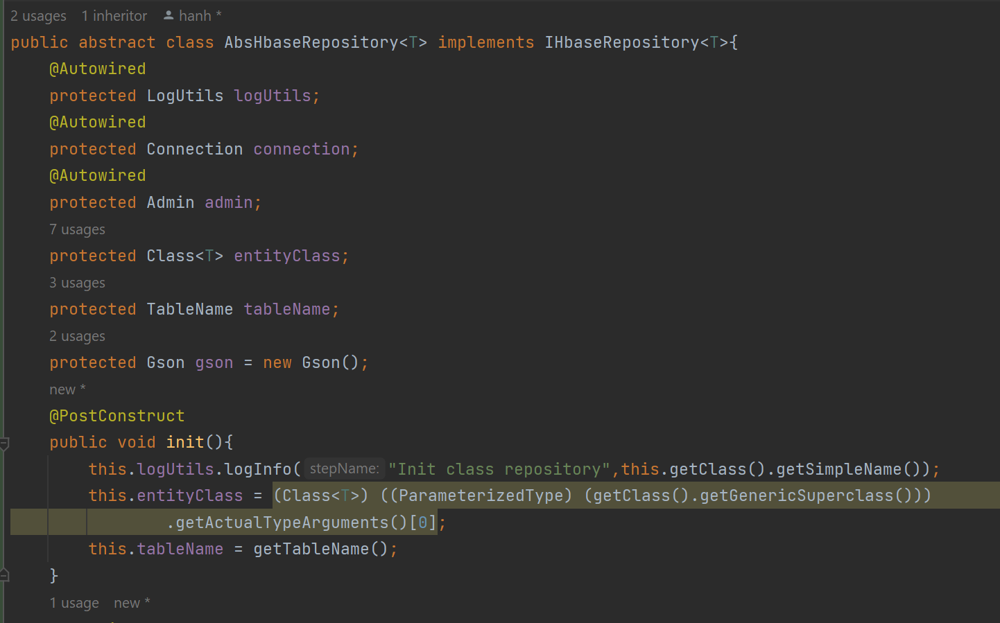 2 usages 1 inheritor hanh *
public abstract class AbsHbaseRepository<T> implements IHbaseRepository<T>{
@Autowired
protected LogUtils logUtils;
@Autowired
protected Connection connection;
@Autowired
protected Admin admin;
7 usages
protected Class<T> entityClass;
3 usages
protected TableName tableName;
2 usages
protected Gson gson = new Gson();
new *
@PostConstruct
public void init(){
this.logUtils.logInfo( stepName: "Init class repository",this.getClass().getSimpleName());
this.entityClass = (Class<T>) ((ParameterizedType) (getClass().getGenericSuperclass()))
.getActualTypeArguments()[0];
this.tableName = getTableName();
}
1 usage new *